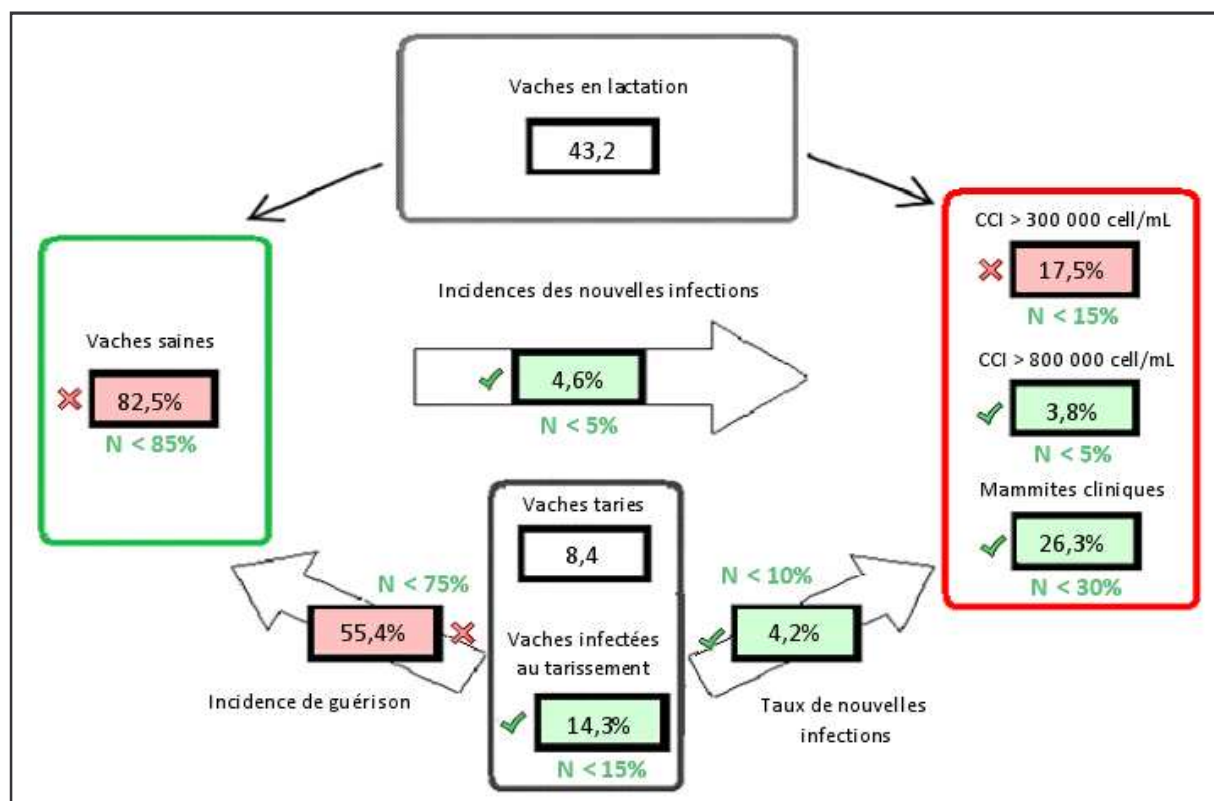 Vaches en lactation
43,2
CCI > 300 000 cell/mL
17,5%
N < 15%
CCI > 800 000 cell/mL
3,8%
N < 5%
Mammites cliniques
26,3%
N < 30%
Incidences des nouvelles infections
4,6%
N < 5%
Vaches saines
82,5%
N < 85%
Vaches taries
8,4
Vaches infectées
au tarissement
14,3%
N < 15%
N < 75%
55,4%
Incidence de guérison
N < 10%
4,2%
Taux de nouvelles
infections